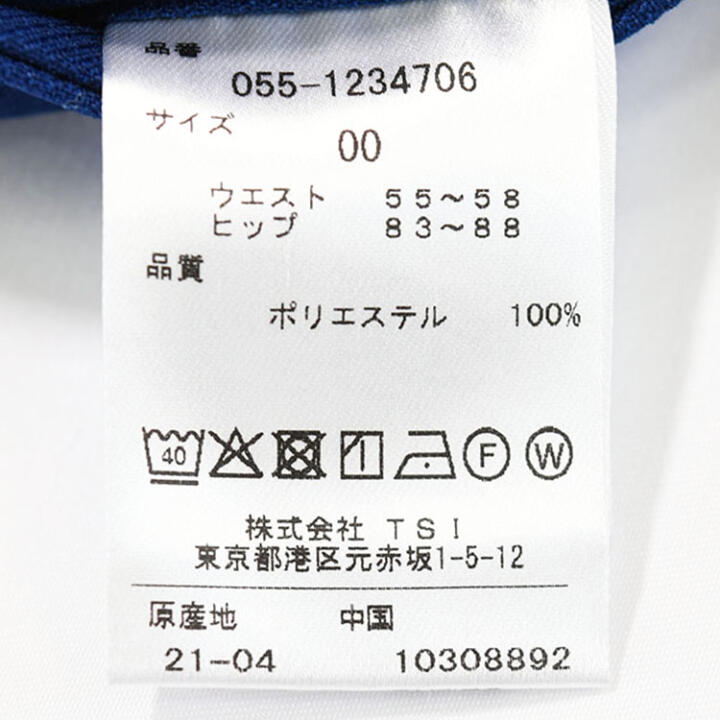 品番
055-1234706
サイズ
00
ウエスト 55～58
ヒップ 83～88
品質
ポリエステル 100%
40 F W
株式会社 TSI
東京都港区元赤坂1-5-12
原産地 中国
21-04 10308892